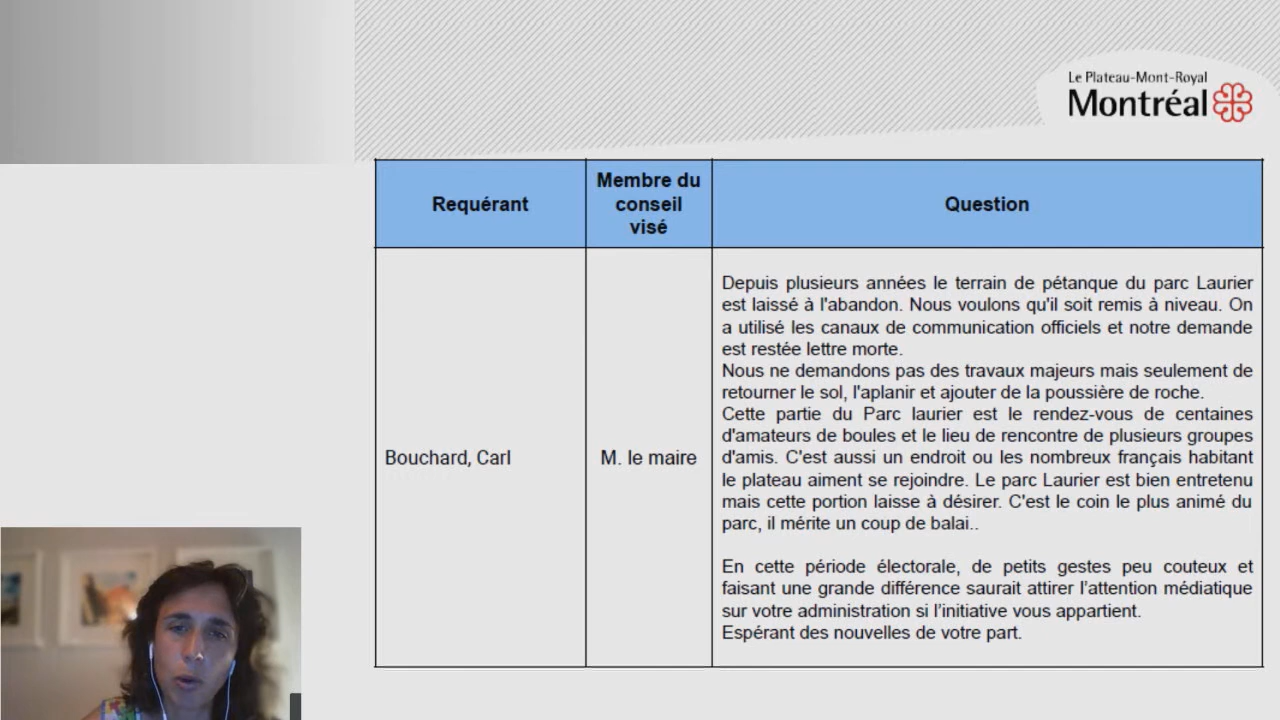 Le Plateau-Mont-Royal
Montréal
Requérant
Membre du
conseil
visé
Question
Bouchard, Carl
M. le maire
Depuis plusieurs années le terrain de pétanque du parc Laurier
est laissé à l'abandon. Nous voulons qu'il soit remis à niveau. On
a utilisé les canaux de communication officiels et notre demande
est restée lettre morte.
Nous ne demandons pas des travaux majeurs mais seulement de
retourner le sol, l'aplanir et ajouter de la poussière de roche.
Cette partie du Parc laurier est le rendez-vous de centaines
d'amateurs de boules et le lieu de rencontre de plusieurs groupes
d'amis. C'est aussi un endroit ou les nombreux français habitant
le plateau aiment se rejoindre. Le parc Laurier est bien entretenu
mais cette portion laisse à désirer. C'est le coin le plus animé du
parc, il mérite un coup de balai..
En cette période électorale, de petits gestes peu couteux et
faisant une grande différence saurait attirer l’attention médiatique
sur votre administration si l’initiative vous appartient.
Espérant des nouvelles de votre part.